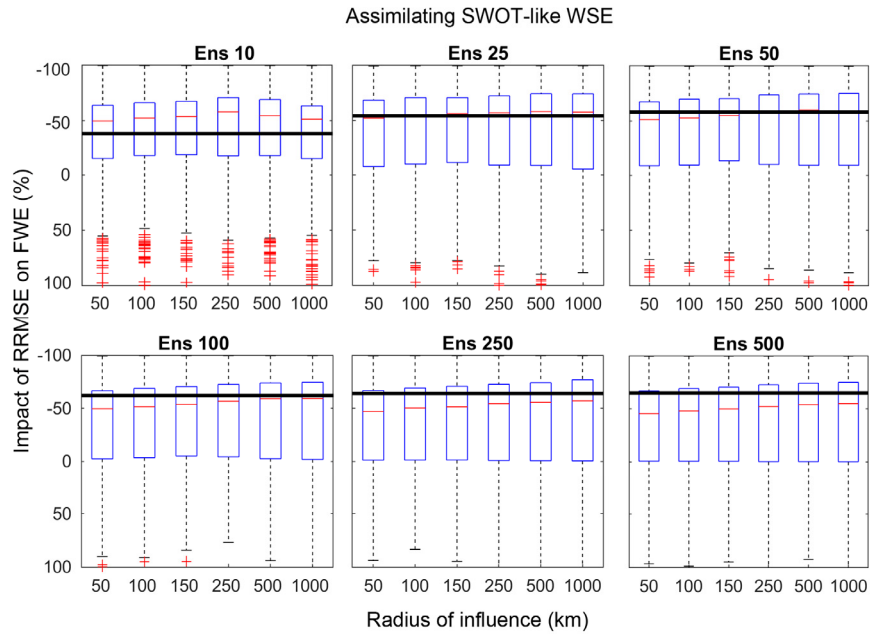 Assimilating SWOT-like WSE
Ens 10 Ens 25 Ens 50
-100
-50
0
50
100
50 100 150 250 500 1000 50 100 150 250 500 1000 50 100 150 250 500 1000
Impact of RRMSE on FWE (%)
Ens 100 Ens 250 Ens 500
-100
-50
0
50
100
50 100 150 250 500 1000 50 100 150 250 500 1000 50 100 150 250 500 1000
Radius of influence (km)